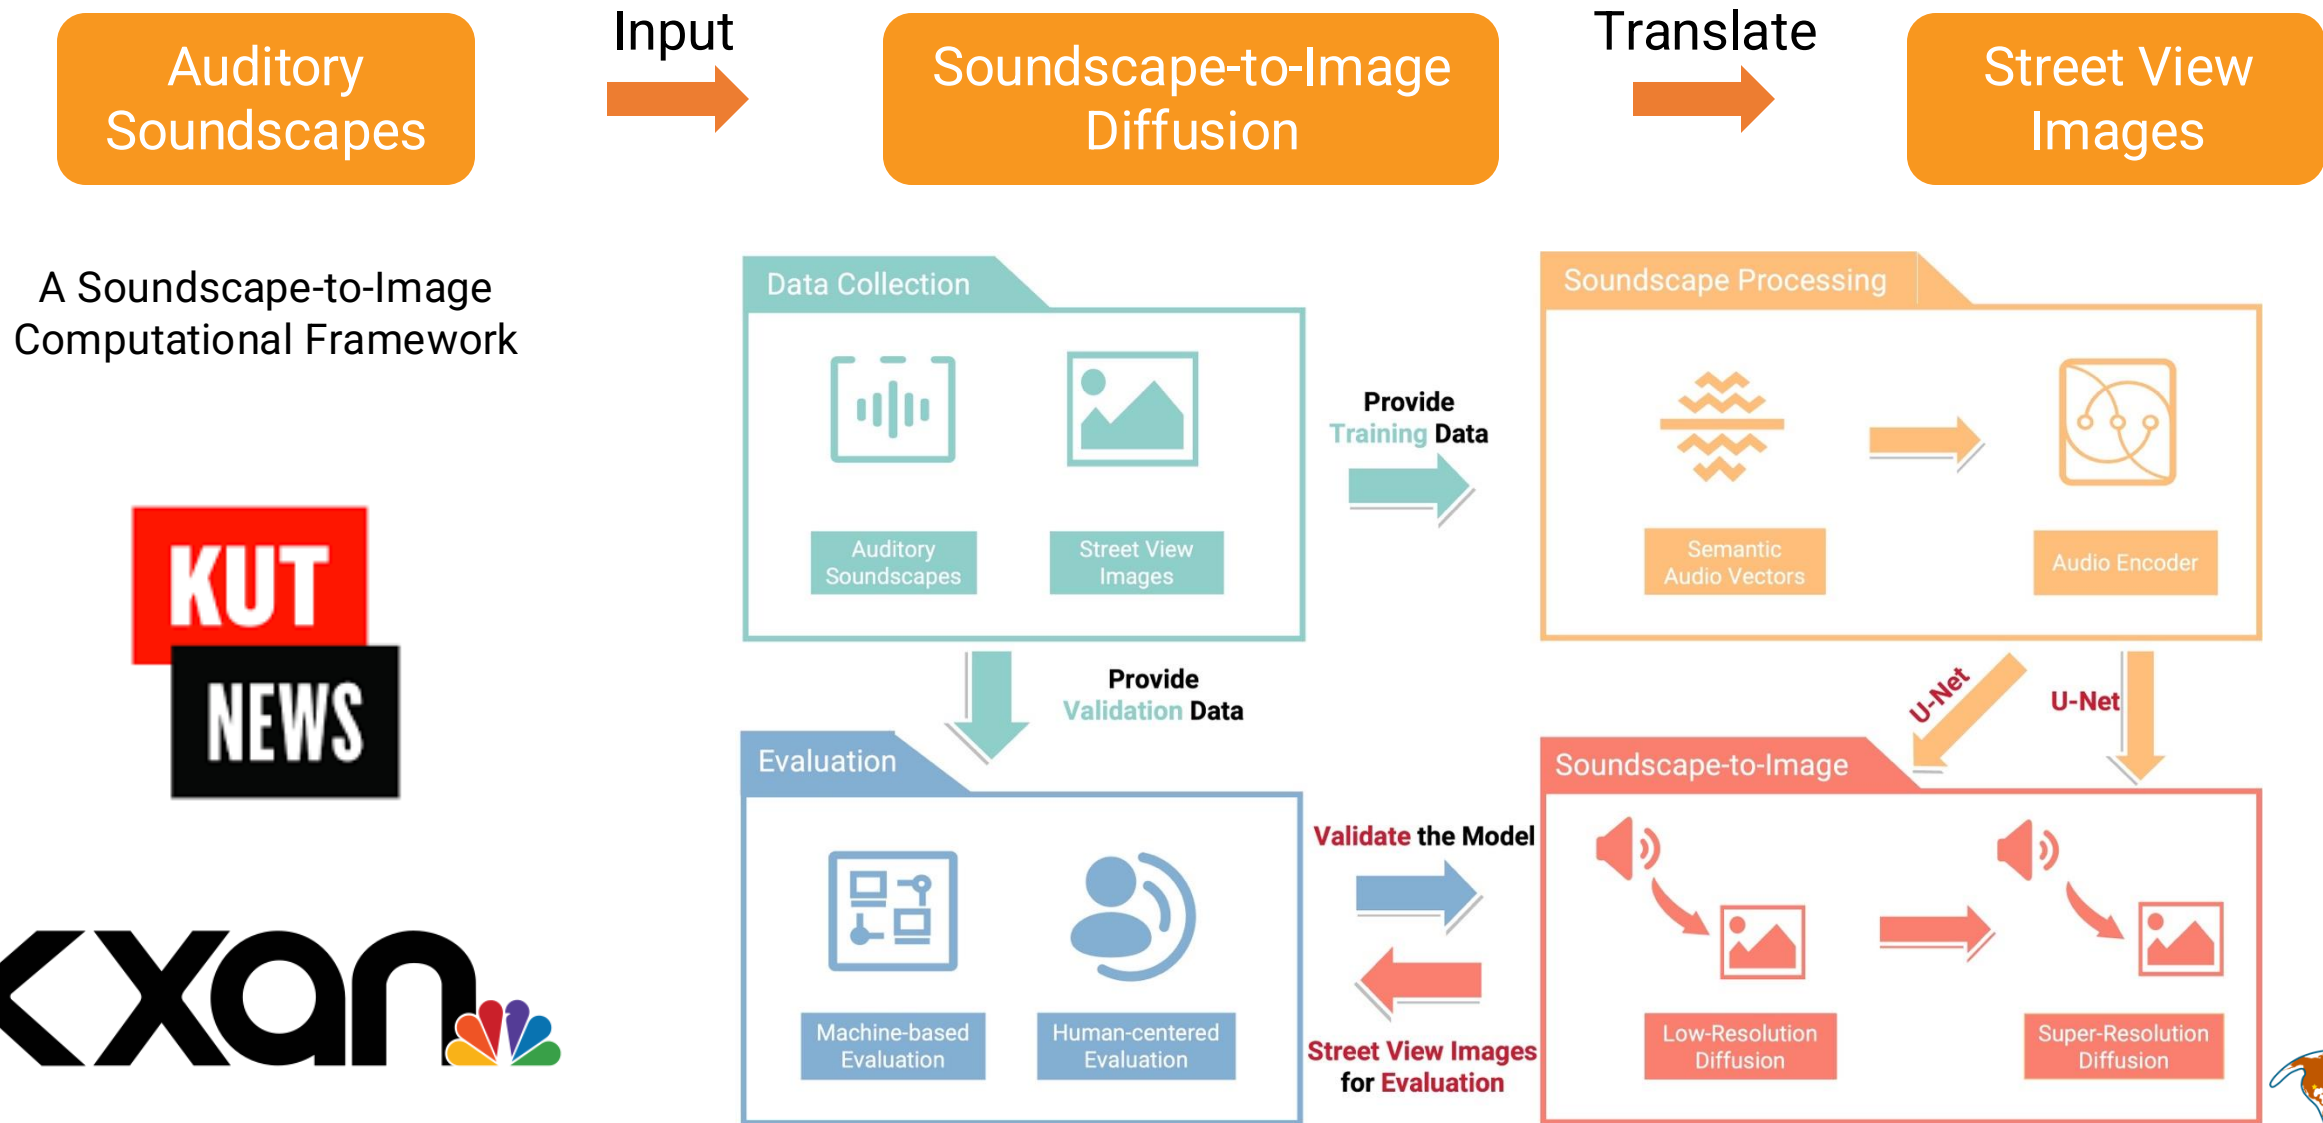 Auditory
Soundscapes
Input
Soundscape-to-Image
Diffusion
Translate
Street View
Images
A Soundscape-to-Image
Computational Framework
KUT
NEWS
kxan
Data Collection
Auditory
Soundscapes
Street View
Images
Provide
Training Data
Soundscape Processing
Semantic
Audio Vectors
Audio Encoder
Provide
Validation Data
U-Net
U-Net
Evaluation
Machine-based
Evaluation
Human-centered
Evaluation
Validate the Model
Street View Images
for Evaluation
Soundscape-to-Image
Low-Resolution
Diffusion
Super-Resolution
Diffusion